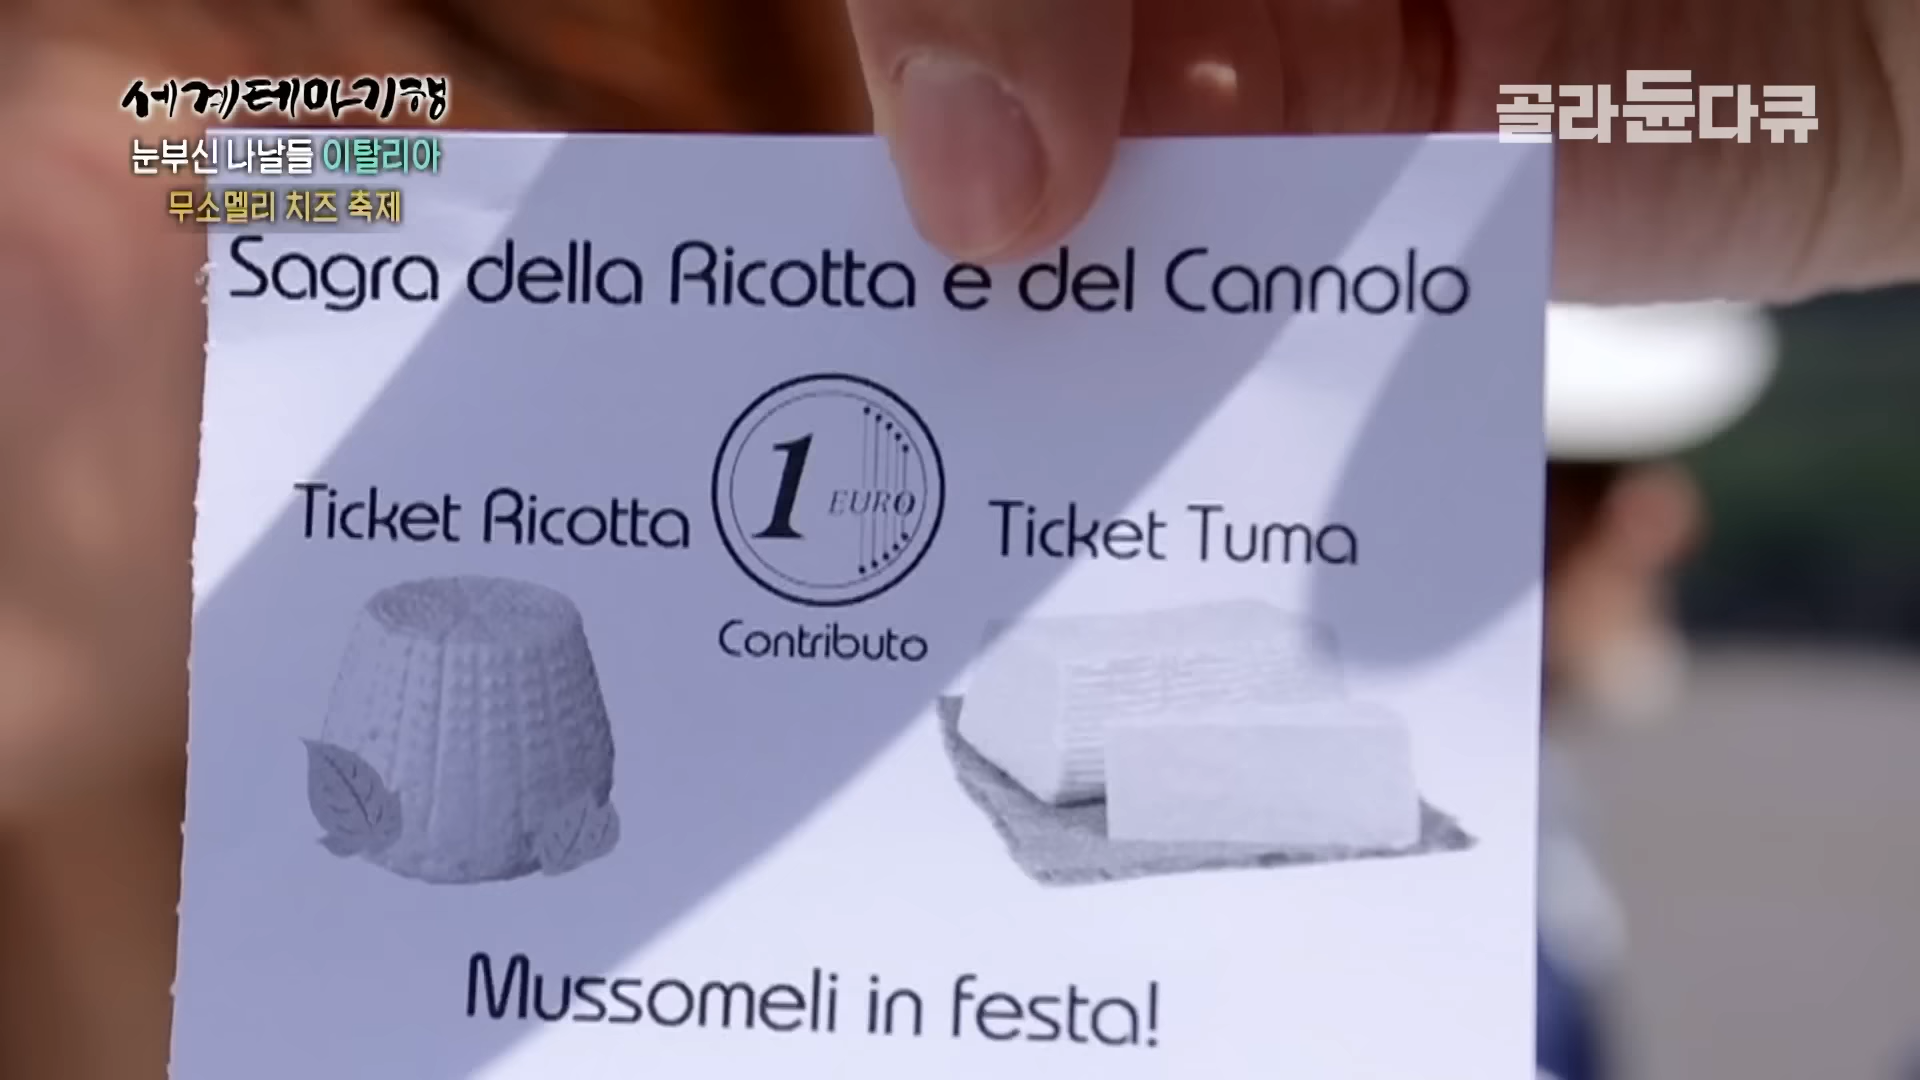 세계테마기행
골라듄다큐
눈부신 나날들 이탈리아
무소멜리 치즈 축제
Sagra della Ricotta e del Cannolo
1 EURO
Ticket Ricotta
Ticket Tuma
Contributo
Mussomeli in festa!